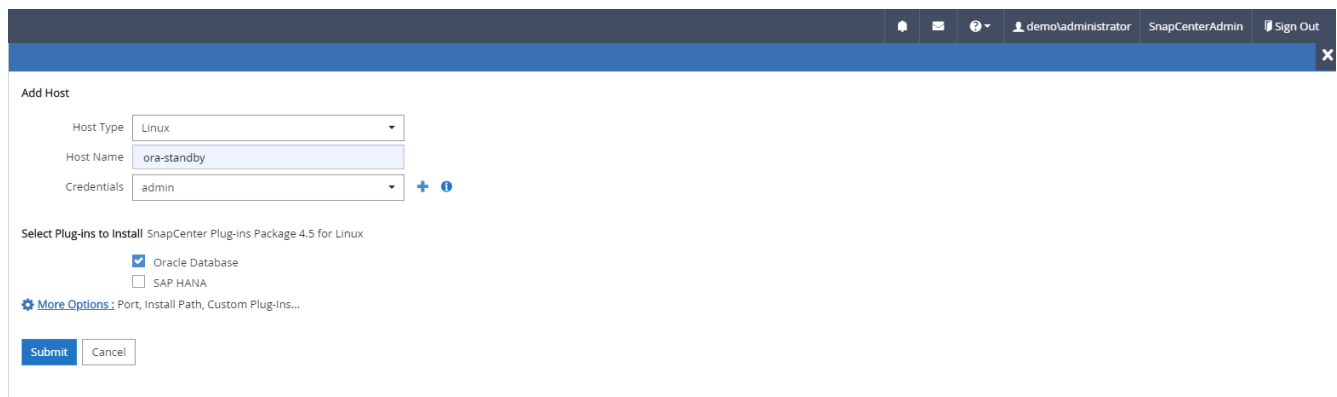 demo\administrator SnapCenterAdmin Sign Out
Add Host
Host Type Linux
Host Name ora-standby
Credentials admin
Select Plug-ins to Install SnapCenter Plug-ins Package 4.5 for Linux
Oracle Database
SAP HANA
More Options : Port, Install Path, Custom Plug-Ins...
Submit Cancel